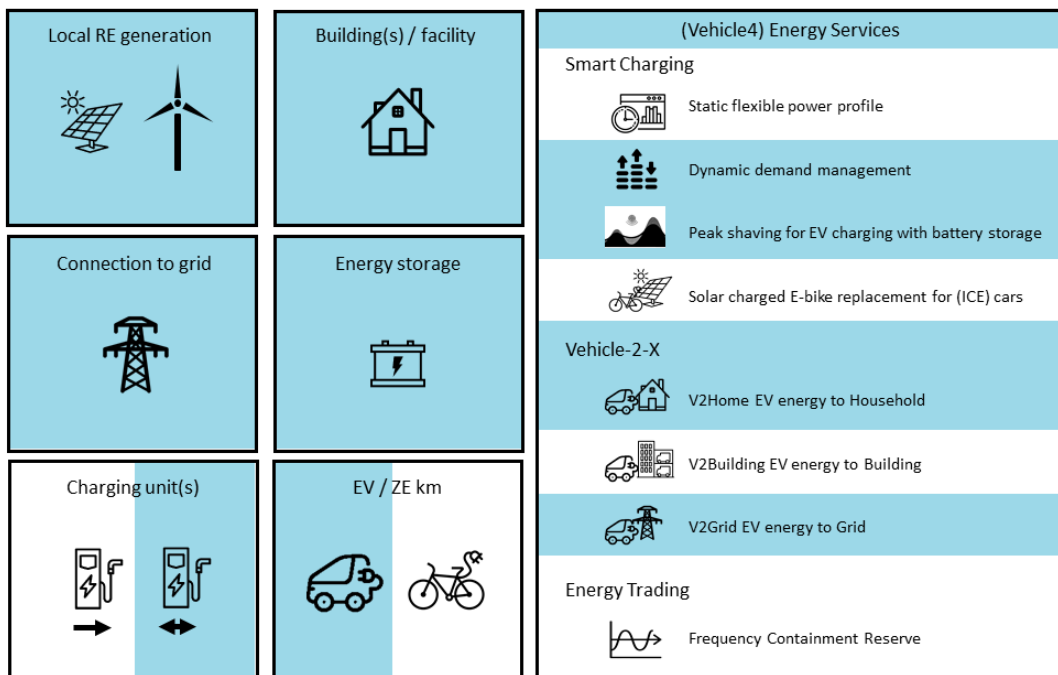 Local RE generation
Building(s) / facility
Connection to grid
Energy storage
Charging unit(s)
EV / ZE km
(Vehicle4) Energy Services
Smart Charging
Static flexible power profile
Dynamic demand management
Peak shaving for EV charging with battery storage
Solar charged E-bike replacement for (ICE) cars
Vehicle-2-X
V2Home EV energy to Household
V2Building EV energy to Building
V2Grid EV energy to Grid
Energy Trading
Frequency Containment Reserve